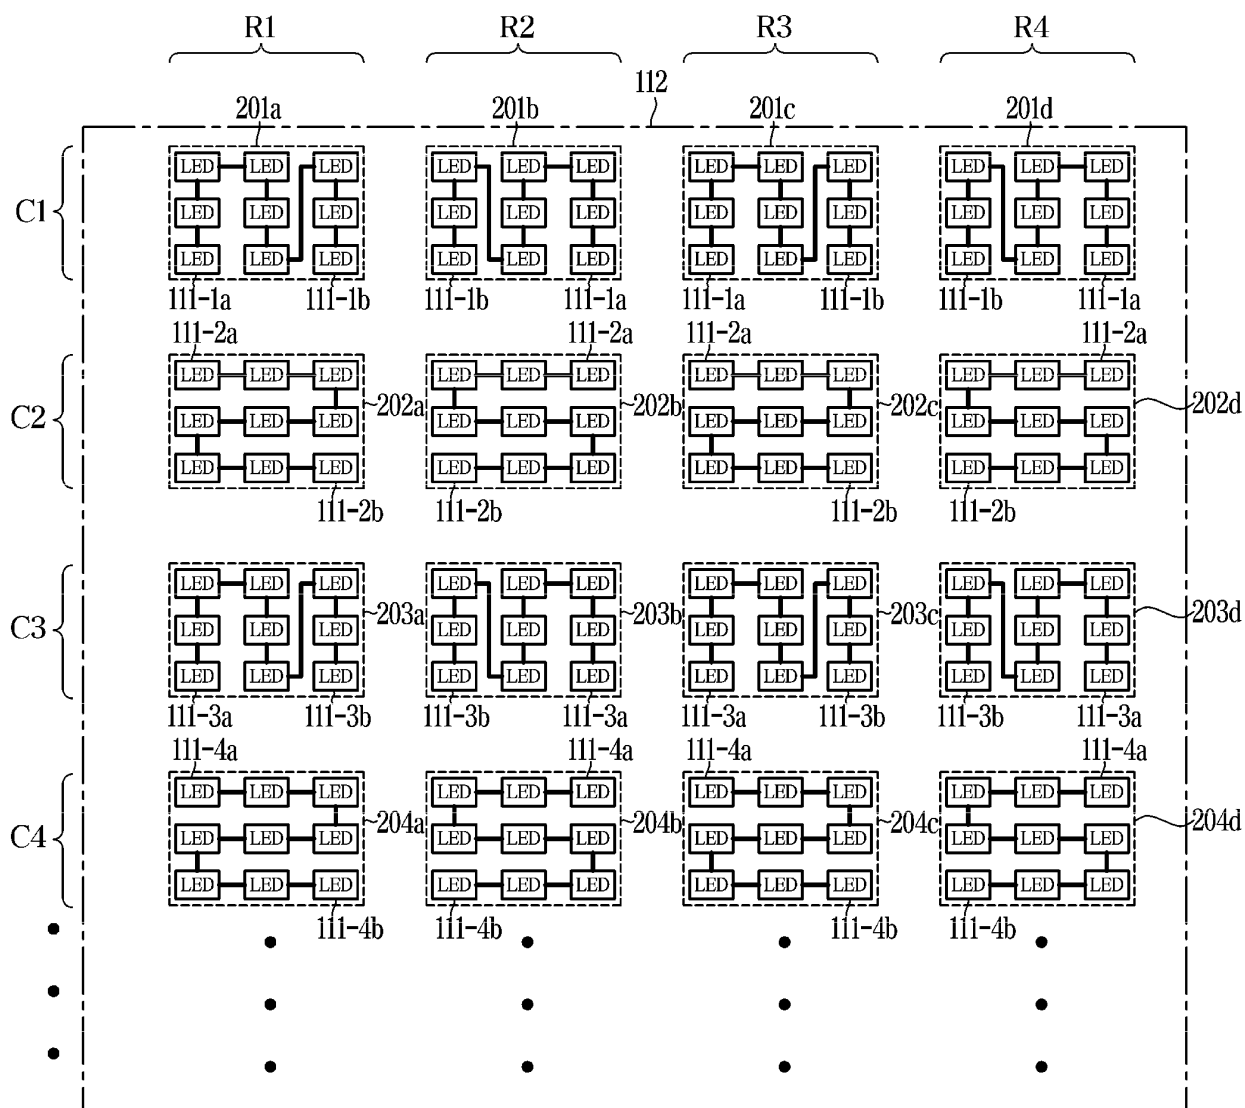 R1 R2 R3 R4
112
201a 201b 201c 201d
LED LED LED LED LED LED LED LED LED LED LED LED
C1 LED LED LED LED LED LED LED LED LED LED LED LED
LED LED LED LED LED LED LED LED LED LED LED LED
111-1a 111-1b 111-1b 111-1a 111-1a 111-1b 111-1b 111-1a
111-2a 111-2a 111-2a 111-2a
LED LED LED LED LED LED LED LED LED LED LED LED
202a 202b 202c 202d
C2 LED LED LED LED LED LED LED LED LED LED LED LED
LED LED LED LED LED LED LED LED LED LED LED LED
111-2b 111-2b 111-2b 111-2b
LED LED LED LED LED LED LED LED LED LED LED LED
203a 203b 203c 203d
C3 LED LED LED LED LED LED LED LED LED LED LED LED
LED LED LED LED LED LED LED LED LED LED LED LED
111-3a 111-3b 111-3b 111-3a 111-3a 111-3b 111-3b 111-3a
111-4a 111-4a 111-4a 111-4a
LED LED LED LED LED LED LED LED LED LED LED LED
204a 204b 204c 204d
C4 LED LED LED LED LED LED LED LED LED LED LED LED
LED LED LED LED LED LED LED LED LED LED LED LED
111-4b 111-4b 111-4b 111-4b